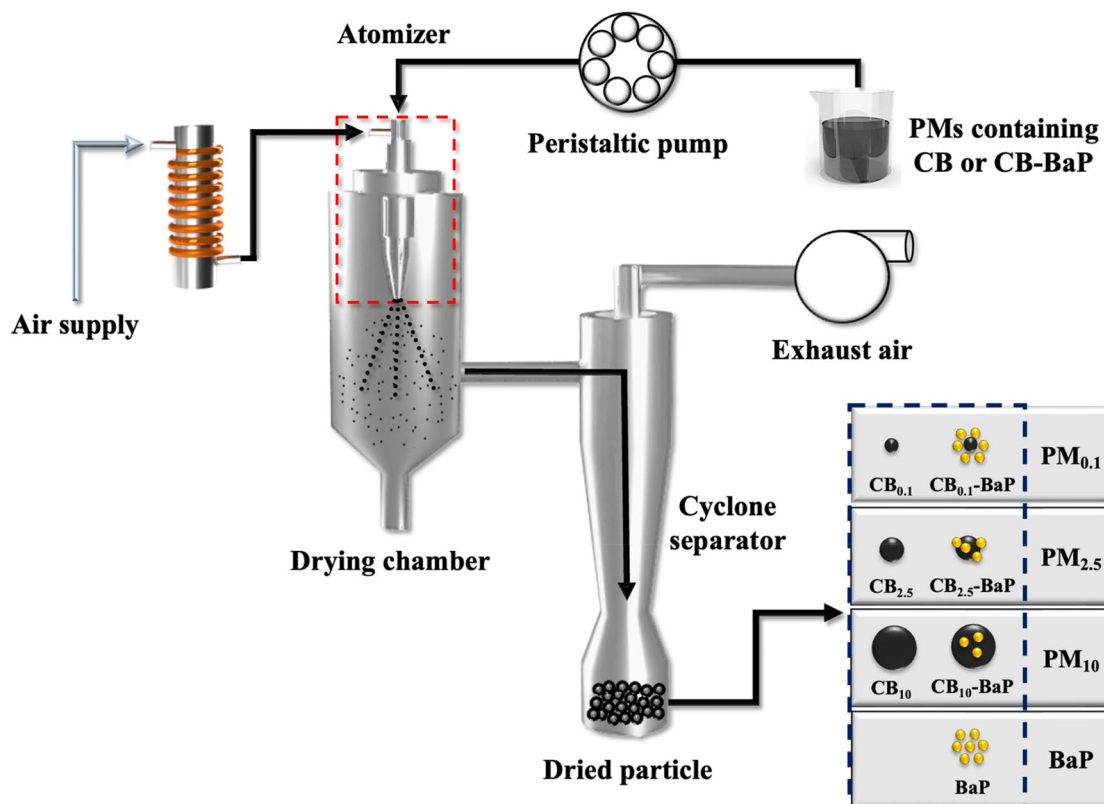 Atomizer
Peristaltic pump
PMs containing
CB or CB-BaP
Air supply
Exhaust air
Drying chamber
Cyclone
separator
Dried particle
CB₀.₁ CB₀.₁-BaP PM₀.₁
CB₂.₅ CB₂.₅-BaP PM₂.₅
CB₁₀ CB₁₀-BaP PM₁₀
BaP BaP